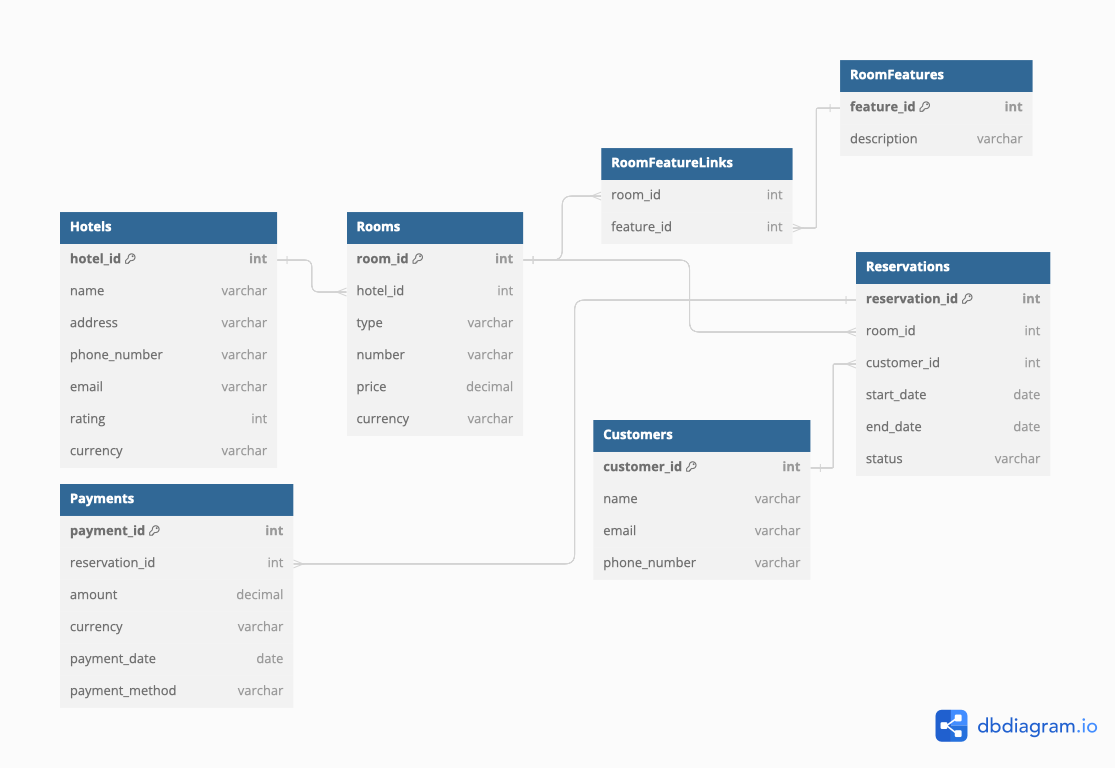 RoomFeatures
feature_id int
description varchar
RoomFeatureLinks
room_id int
feature_id int
Hotels
hotel_id int
name varchar
address varchar
phone_number varchar
email varchar
rating int
currency varchar
Rooms
room_id int
hotel_id int
type varchar
number varchar
price decimal
currency varchar
Reservations
reservation_id int
room_id int
customer_id int
start_date date
end_date date
status varchar
Customers
customer_id int
name varchar
email varchar
phone_number varchar
Payments
payment_id int
reservation_id int
amount decimal
currency varchar
payment_date date
payment_method varchar
dbdiagram.io